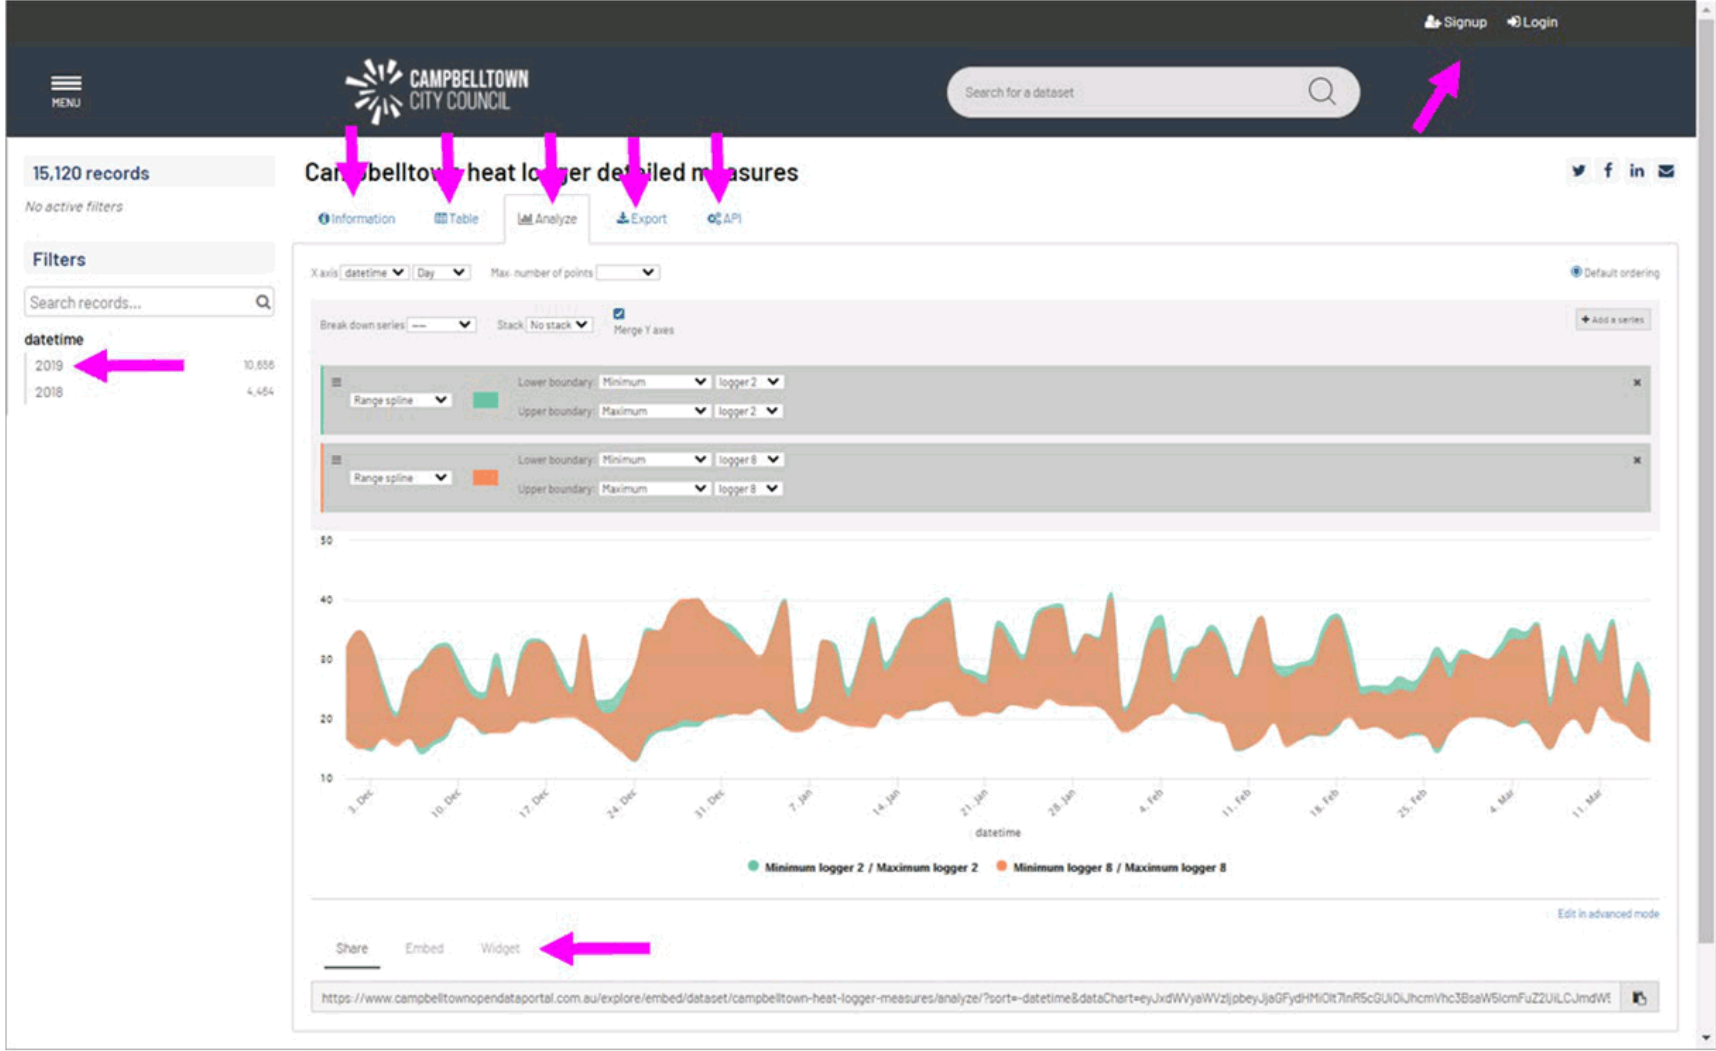 Signup Login
MENU
CAMPBELLTOWN
CITY COUNCIL
Search for a dataset
15,120 records
No active filters
Filters
Search records...
datetime
2019 10,656
2018 4,464
Campbelltown heat logger detailed measures
Information Table Analyze Export API
X axis datetime Day Max. number of points
Default ordering
Break down series --- Stack No stack Merge Y axes
+ Add a series
Range spline Lower boundary: Minimum logger 2
Upper boundary: Maximum logger 2
Range spline Lower boundary: Minimum logger 8
Upper boundary: Maximum logger 8
50
40
30
20
10
3. Dec 10. Dec 17. Dec 24. Dec 31. Dec 7. Jan 14. Jan 21. Jan 28. Jan 4. Feb 11. Feb 18. Feb 25. Feb 4. Mar 11. Mar
datetime
Minimum logger 2 / Maximum logger 2 Minimum logger 8 / Maximum logger 8
Edit in advanced mode
Share Embed Widget